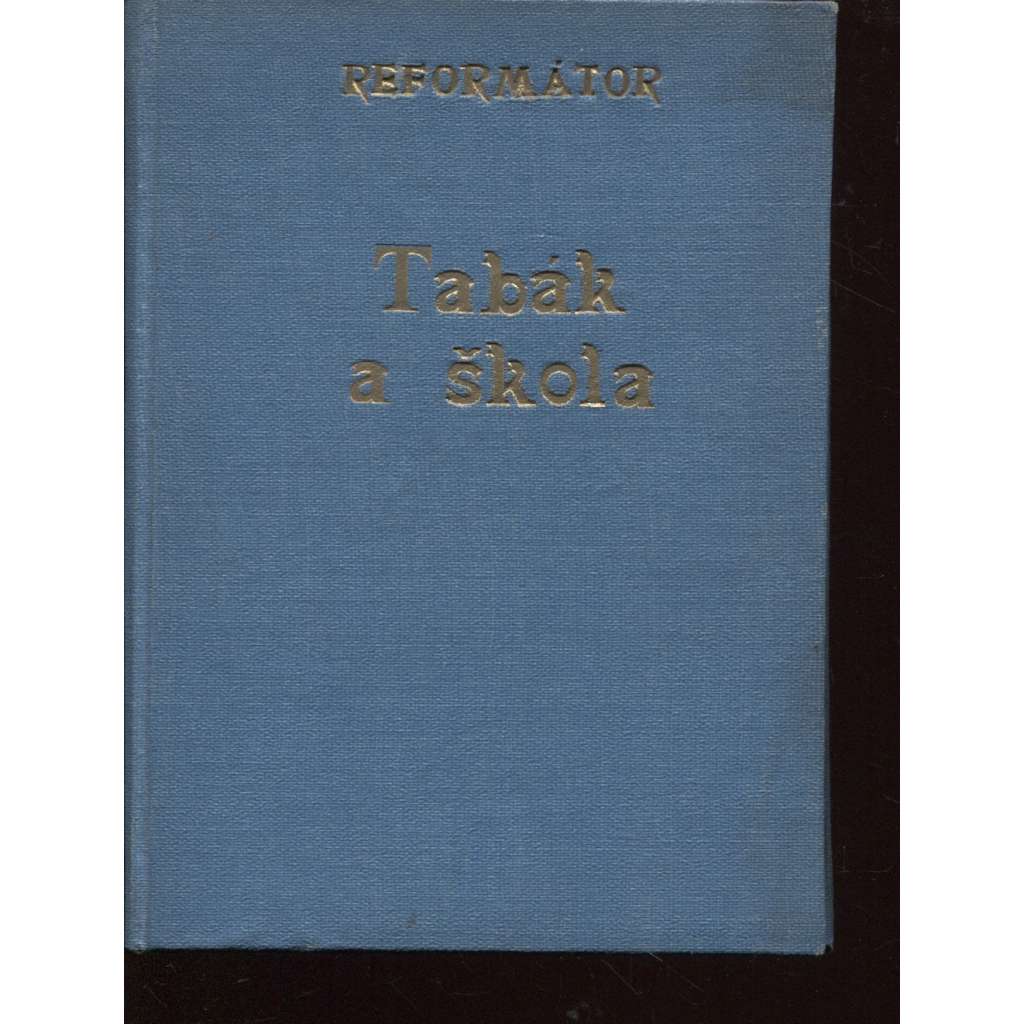 REFORMÁTOR
Tabák
a škola